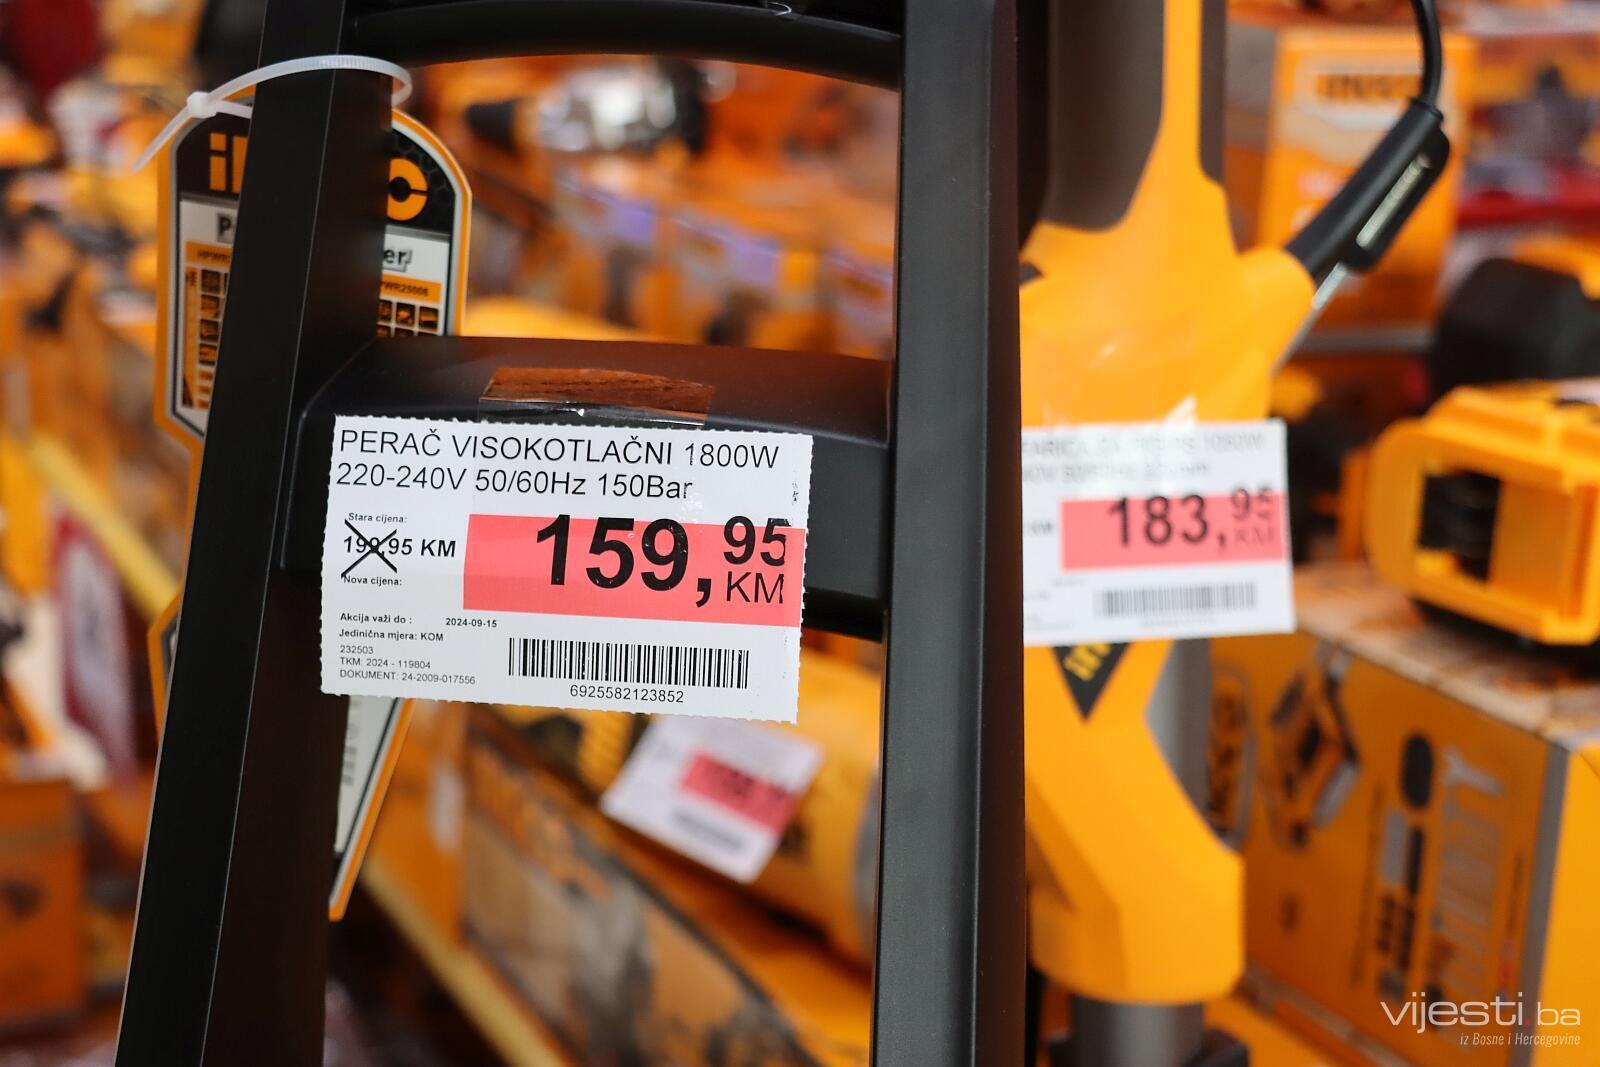 PERAČ VISOKOTLAČNI 1800W
220-240V 50/60Hz 150Bar
Stara cijena:
199,95 KM
Nova cijena:
159,95 KM
Akcija važi do : 2024-09-15
Jedinična mjera: KOM
232503
TKM: 2024 - 119804
DOKUMENT: 24-2009-017556
6925582123852
183,95
KM
vijesti.ba
iz Bosne i Hercegovine